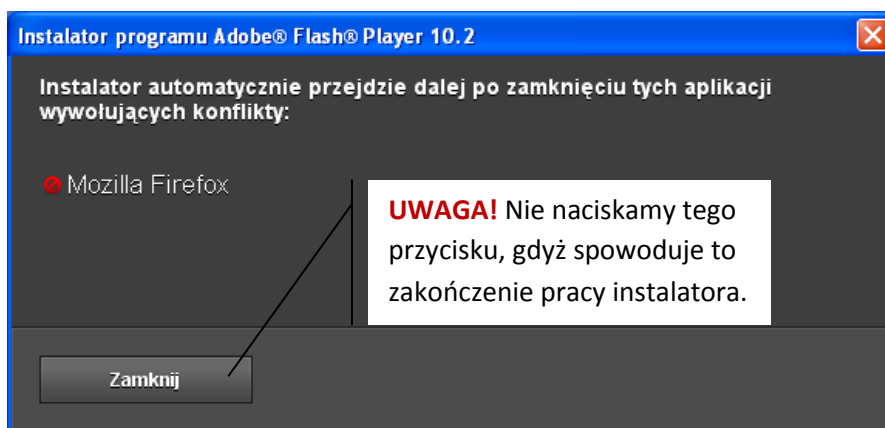 Instalator programu Adobe® Flash® Player 10.2
Instalator automatycznie przejdzie dalej po zamknięciu tych aplikacji
wywołujących konflikty:
Mozilla Firefox
UWAGA! Nie naciskamy tego
przycisku, gdyż spowoduje to
zakończenie pracy instalatora.
Zamknij